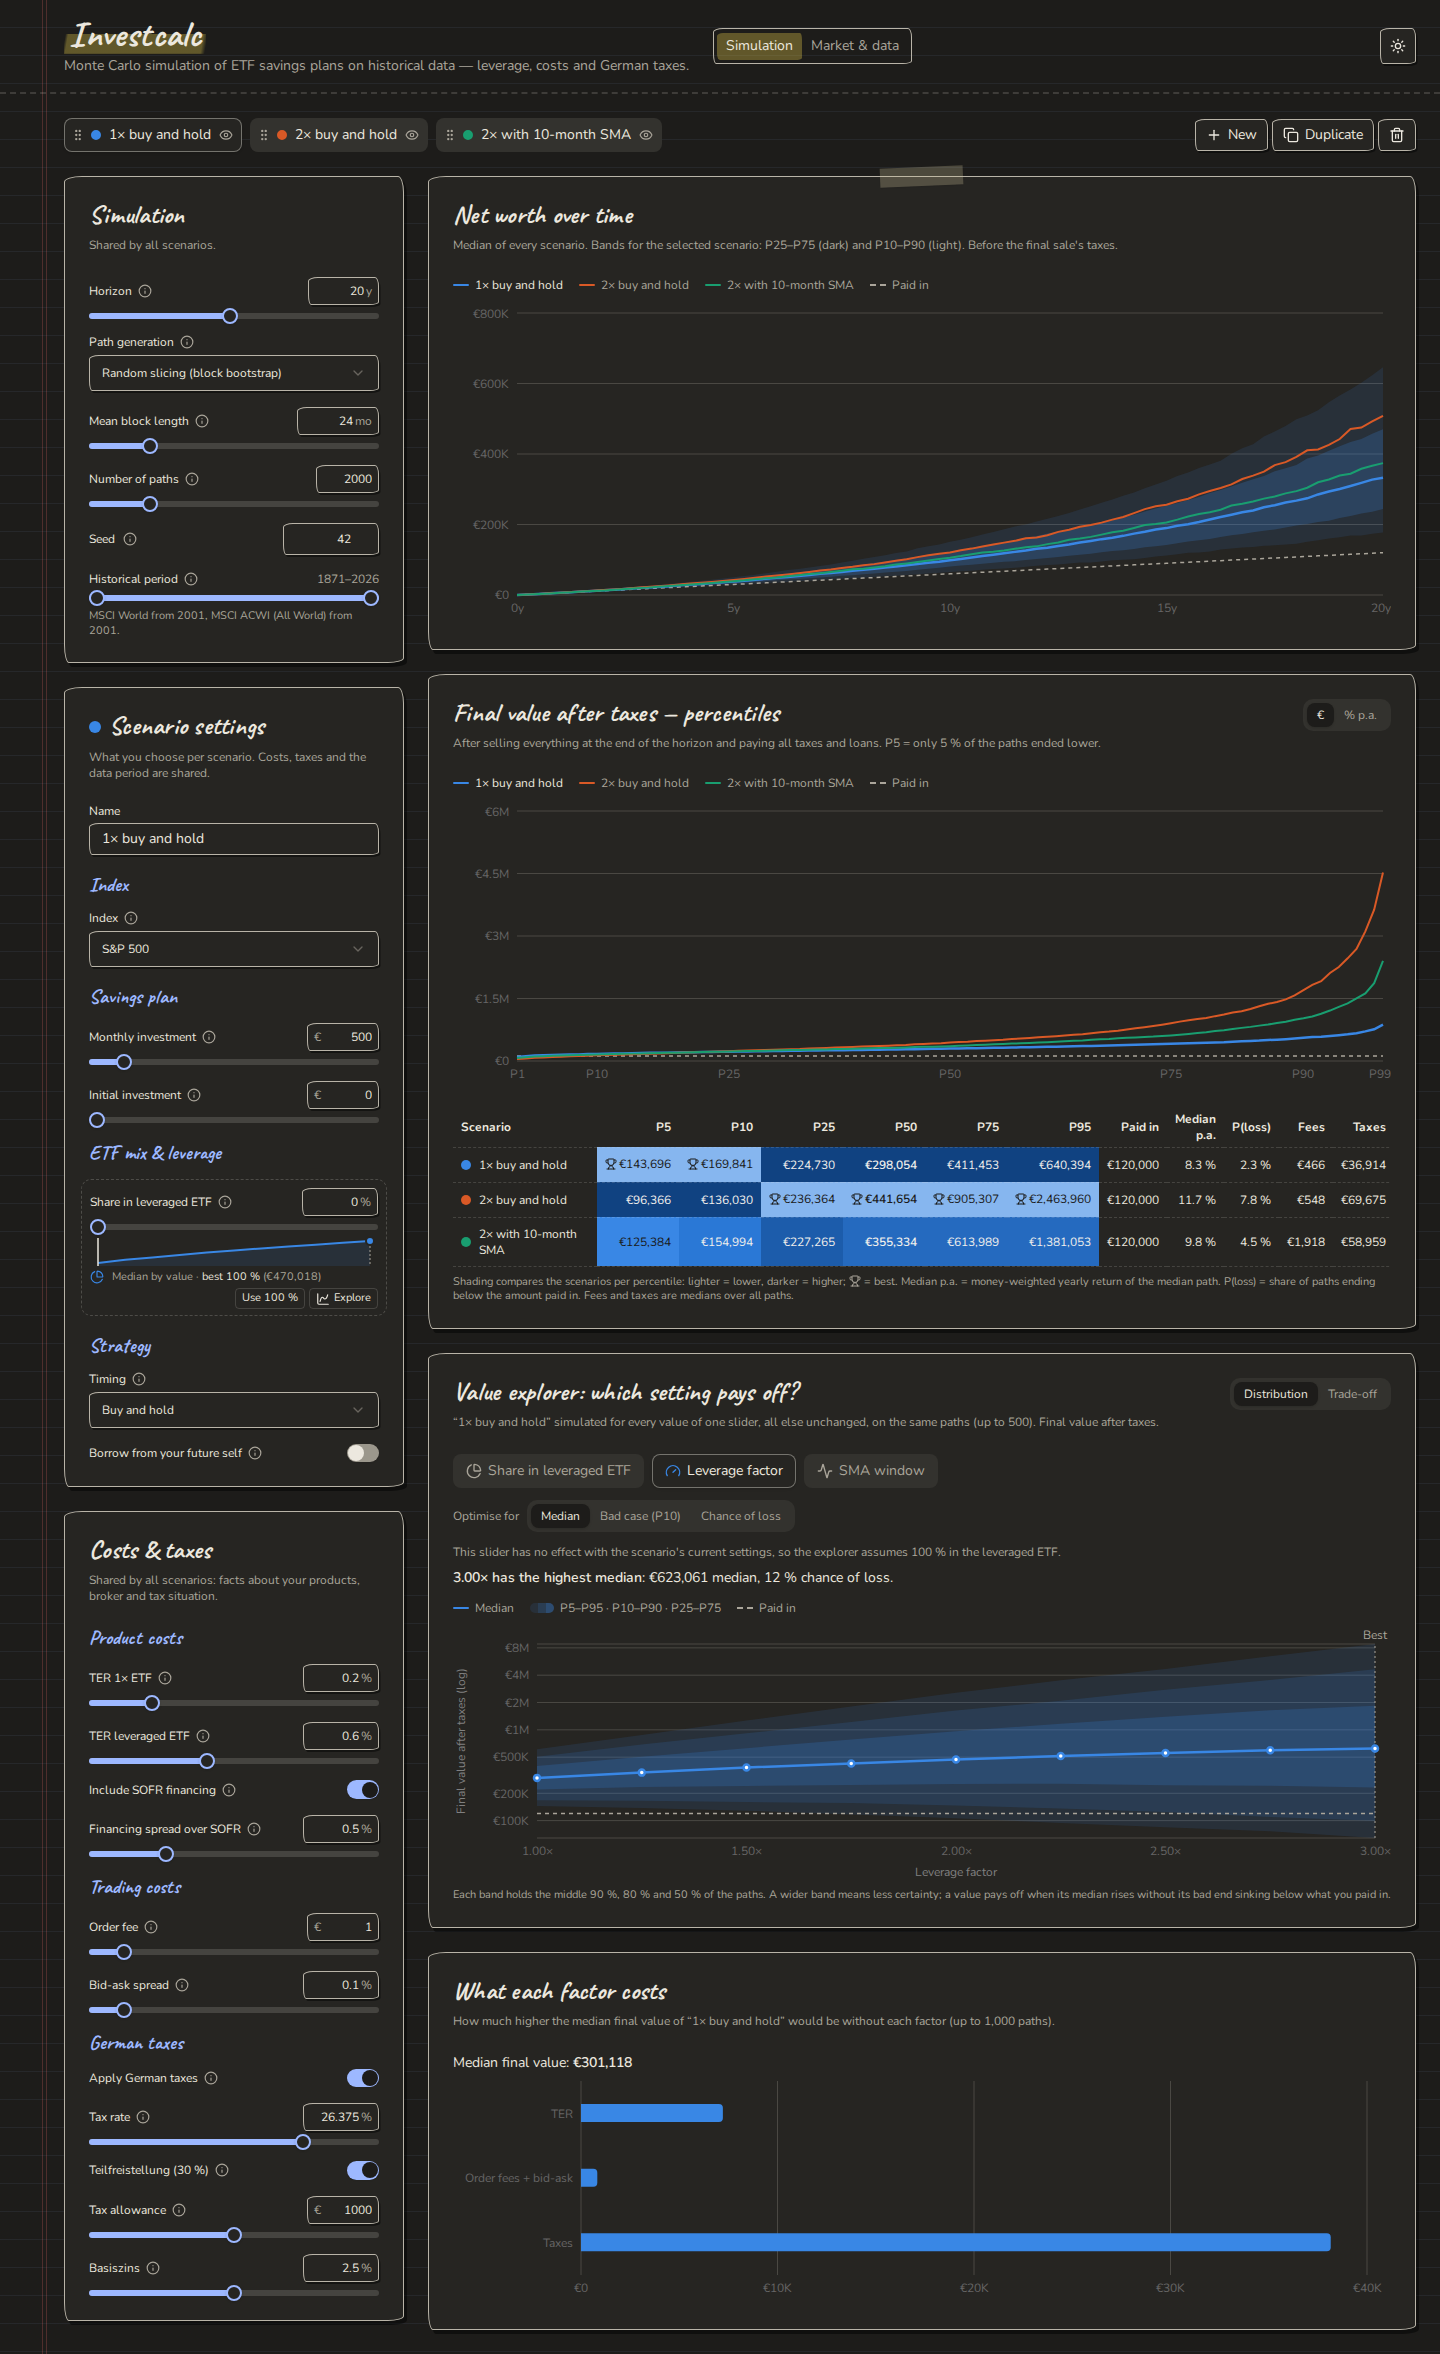 Investcalc
Monte Carlo simulation of ETF savings plans on historical data — leverage, costs and German taxes.
Simulation Market & data
1× buy and hold 2× buy and hold 2× with 10-month SMA
New Duplicate
Simulation
Shared by all scenarios.
Horizon 20 y
Path generation
Random slicing (block bootstrap)
Mean block length 24 mo
Number of paths 2000
Seed 42
Historical period 1871–2026
MSCI World from 2001, MSCI ACWI (All World) from
2001.
Scenario settings
What you choose per scenario. Costs, taxes and the
data period are shared.
Name
1× buy and hold
Index
Index
S&P 500
Savings plan
Monthly investment € 500
Initial investment € 0
ETF mix & leverage
Share in leveraged ETF 0 %
Median by value · best 100 % (€470,018)
Use 100 % Explore
Strategy
Timing
Buy and hold
Borrow from your future self
Costs & taxes
Shared by all scenarios: facts about your products,
broker and tax situation.
Product costs
TER 1× ETF 0.2 %
TER leveraged ETF 0.6 %
Include SOFR financing
Financing spread over SOFR 0.5 %
Trading costs
Order fee € 1
Bid-ask spread 0.1 %
German taxes
Apply German taxes
Tax rate 26.375 %
Teilfreistellung (30 %)
Tax allowance € 1000
Basiszins 2.5 %
Net worth over time
Median of every scenario. Bands for the selected scenario: P25–P75 (dark) and P10–P90 (light). Before the final sale's taxes.
1× buy and hold 2× buy and hold 2× with 10-month SMA Paid in
€800K
€600K
€400K
€200K
€0
0y 5y 10y 15y 20y
Final value after taxes — percentiles
€ % p.a.
After selling everything at the end of the horizon and paying all taxes and loans. P5 = only 5 % of the paths ended lower.
1× buy and hold 2× buy and hold 2× with 10-month SMA Paid in
€6M
€4.5M
€3M
€1.5M
€0
P1 P10 P25 P50 P75 P90 P99
Scenario P5 P10 P25 P50 P75 P95 Paid in Median p.a. P(loss) Fees Taxes
1× buy and hold €143,696 €169,841 €224,730 €298,054 €411,453 €640,394 €120,000 8.3 % 2.3 % €466 €36,914
2× buy and hold €96,366 €136,030 €236,364 €441,654 €905,307 €2,463,960 €120,000 11.7 % 7.8 % €548 €69,675
2× with 10-month SMA €125,384 €154,994 €227,265 €355,334 €613,989 €1,381,053 €120,000 9.8 % 4.5 % €1,918 €58,959
Shading compares the scenarios per percentile: lighter = lower, darker = higher; = best. Median p.a. = money-weighted yearly return of the median path. P(loss) = share of paths ending
below the amount paid in. Fees and taxes are medians over all paths.
Value explorer: which setting pays off?
Distribution Trade-off
“1× buy and hold” simulated for every value of one slider, all else unchanged, on the same paths (up to 500). Final value after taxes.
Share in leveraged ETF Leverage factor SMA window
Optimise for Median Bad case (P10) Chance of loss
This slider has no effect with the scenario's current settings, so the explorer assumes 100 % in the leveraged ETF.
3.00× has the highest median: €623,061 median, 12 % chance of loss.
Median P5–P95 · P10–P90 · P25–P75 Paid in
Best
Final value after taxes (log)
€8M
€4M
€2M
€1M
€500K
€200K
€100K
1.00× 1.50× 2.00× 2.50× 3.00×
Leverage factor
Each band holds the middle 90 %, 80 % and 50 % of the paths. A wider band means less certainty; a value pays off when its median rises without its bad end sinking below what you paid in.
What each factor costs
How much higher the median final value of “1× buy and hold” would be without each factor (up to 1,000 paths).
Median final value: €301,118
TER
Order fees + bid-ask
Taxes
€0 €10K €20K €30K €40K